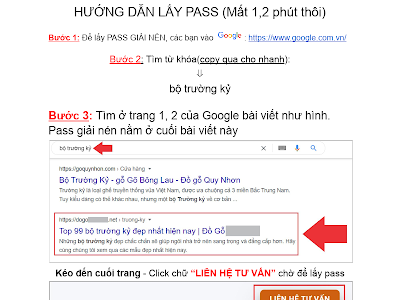 HƯỚNG DẪN LẤY PASS (Mất 1,2 phút thôi)
Bước 1: Để lấy PASS GIẢI NÉN, các bạn vào Google : https://www.google.com.vn/
Bước 2: Tìm từ khóa(copy qua cho nhanh):
⇓
bộ trường kỷ
Bước 3: Tìm ở trang 1, 2 của Google bài viết như hình.
Pass giải nén nằm ở cuối bài viết này
bộ trường kỷ
https://goquynhon.com › Cửa hàng
Bộ Trường Kỷ - gỗ Gõ Bông Lau - Đồ gỗ Quy Nhơn
Trường kỷ là loại ghế truyền thống của Việt Nam, được ưa chuộng cả 3 miền Bắc Trung Nam.
Tuy kiểu dáng có thể khác nhau, nhưng một bộ Trường kỷ về cơ bản ...
https://dogo .net › truong-ky
Top 99 bộ trường kỷ đẹp nhất hiện nay | Đồ Gỗ
Những bộ trường kỷ đẹp chắc chắn sẽ giúp ngôi nhà trở nên sang trọng và đẳng cấp hơn. Hãy
cùng chúng tôi xem qua các mẫu đẹp nhất hiện nay.
Kéo đến cuối trang - Click chữ "LIÊN HỆ TƯ VẤN" chờ để lấy pass
LIÊN HỆ TƯ VẤN